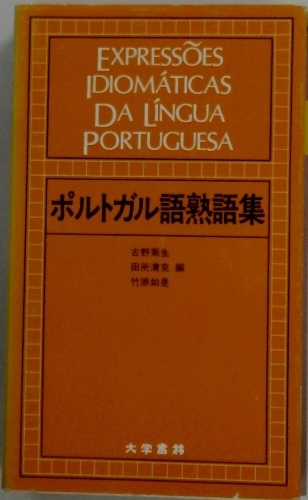 EXPRESSÕES
IDIOMÁTICAS
DA LÍNGUA
PORTUGUESA
ポルトガル語熟語集
古野菊生
田所清克 編
竹原如是
大学書林